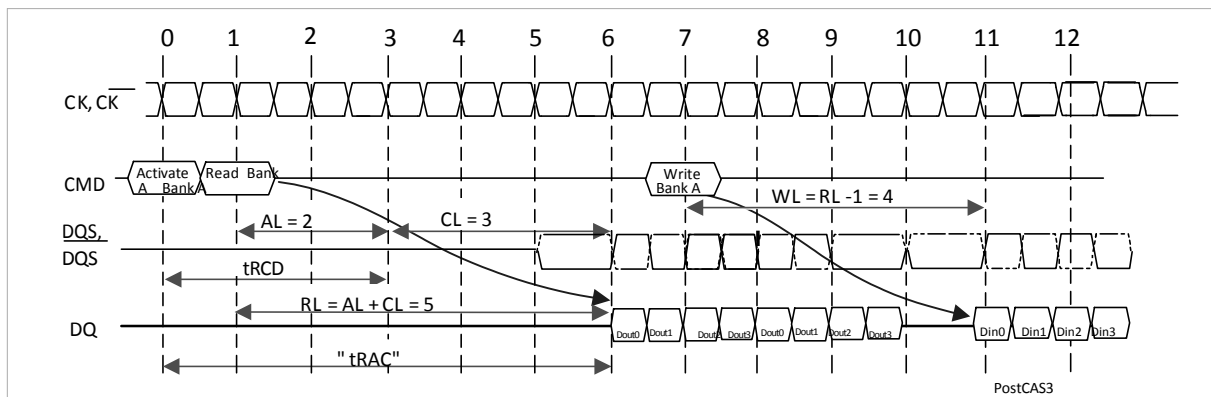 0 1 2 3 4 5 6 7 8 9 10 11 12
CK, CK
CMD
Activate
A Bank A
Read Bank
Write
Bank A
WL = RL -1 = 4
AL = 2
CL = 3
DQS,
DQS
tRCD
RL = AL + CL = 5
DQ
Dout0 Dout1 Dout2 Dout3 Dout0 Dout1 Dout2 Dout3
Din0 Din1 Din2 Din3
" tRAC"
PostCAS3